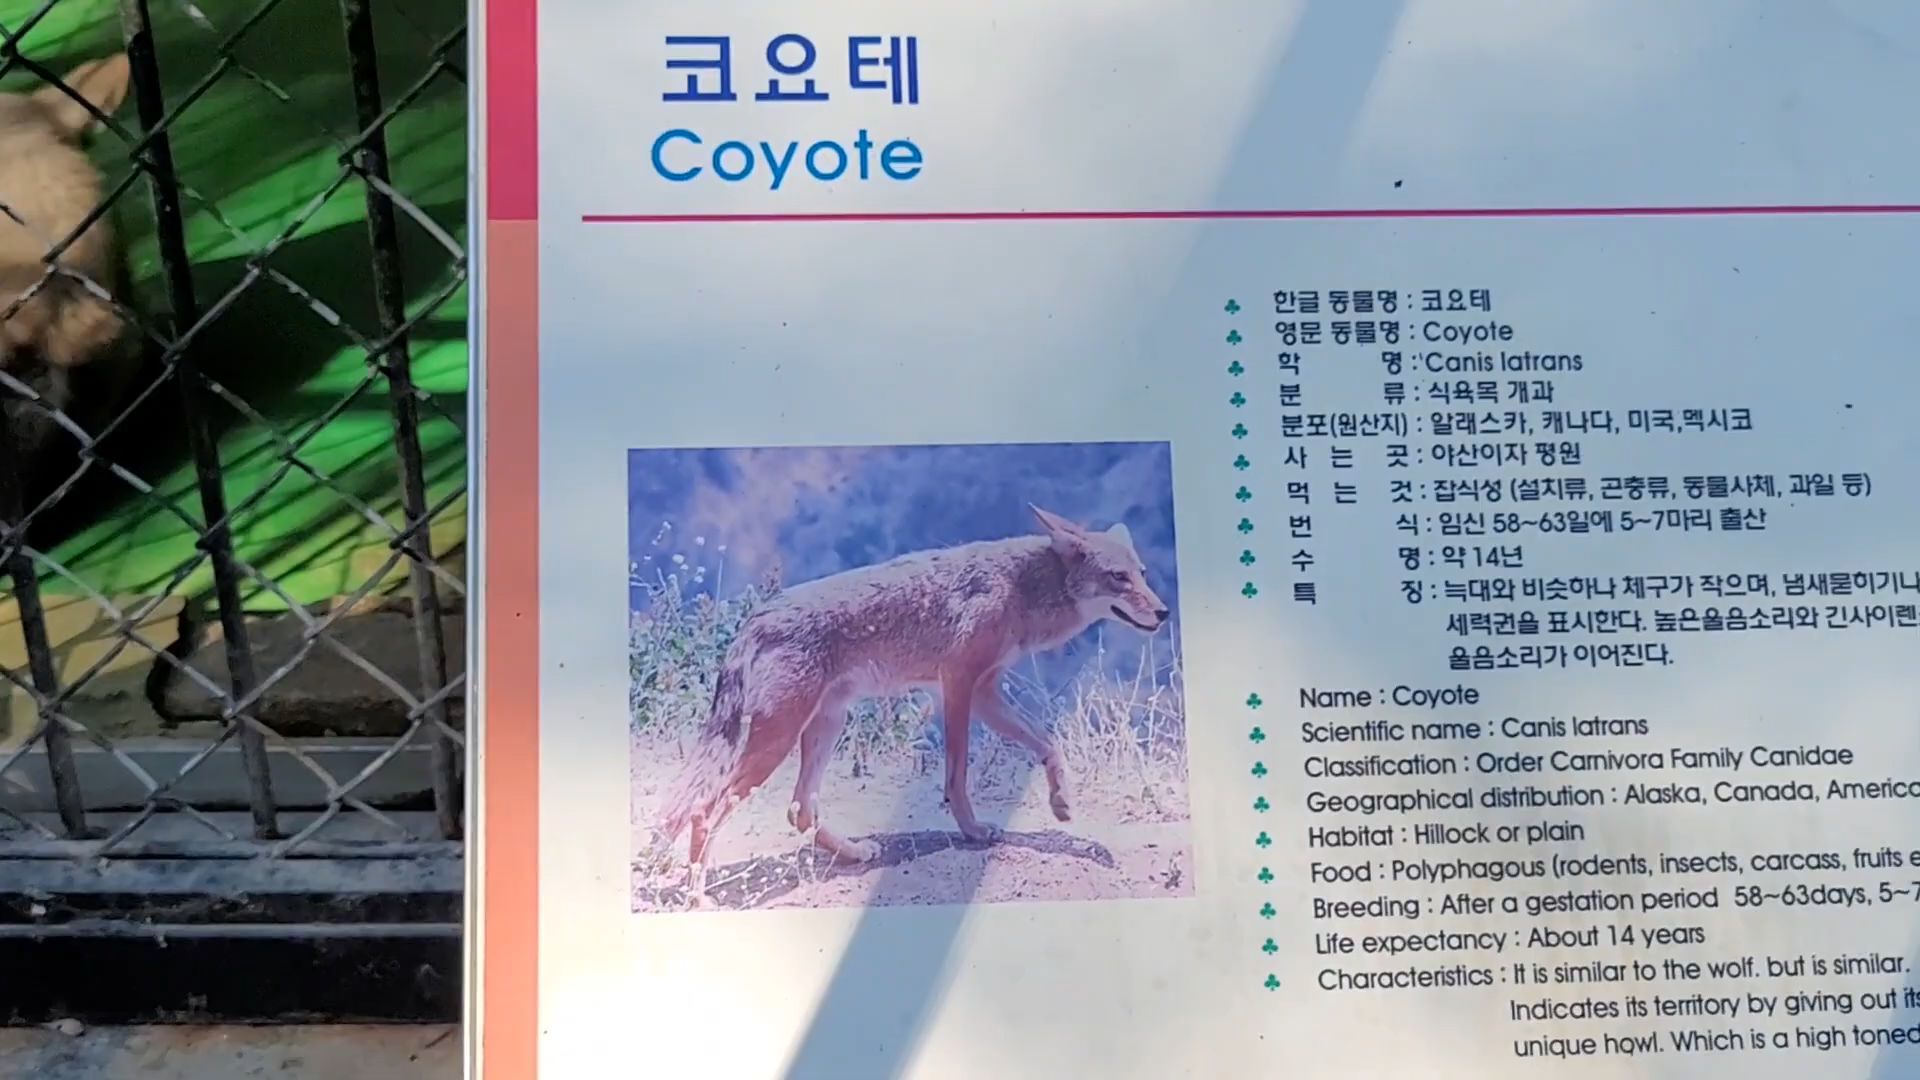 코요테
Coyote
한글 동물명 : 코요테
영문 동물명 : Coyote
학 명 : Canis latrans
분 류 : 식육목 개과
분포(원산지) : 알래스카, 캐나다, 미국,멕시코
사 는 곳 : 야산이자 평원
먹 는 것 : 잡식성 (설치류, 곤충류, 동물사체, 과일 등)
번 식 : 임신 58~63일에 5~7마리 출산
수 명 : 약 14년
특 징 : 늑대와 비슷하나 체구가 작으며, 냄새묻히기나
세력권을 표시한다. 높은울음소리와 긴사이렌
울음소리가 이어진다.
Name : Coyote
Scientific name : Canis latrans
Classification : Order Carnivora Family Canidae
Geographical distribution : Alaska, Canada, America
Habitat : Hillock or plain
Food : Polyphagous (rodents, insects, carcass, fruits e
Breeding : After a gestation period 58~63days, 5~7
Life expectancy : About 14 years
Characteristics : It is similar to the wolf. but is similar.
Indicates its territory by giving out its
unique howl. Which is a high toned